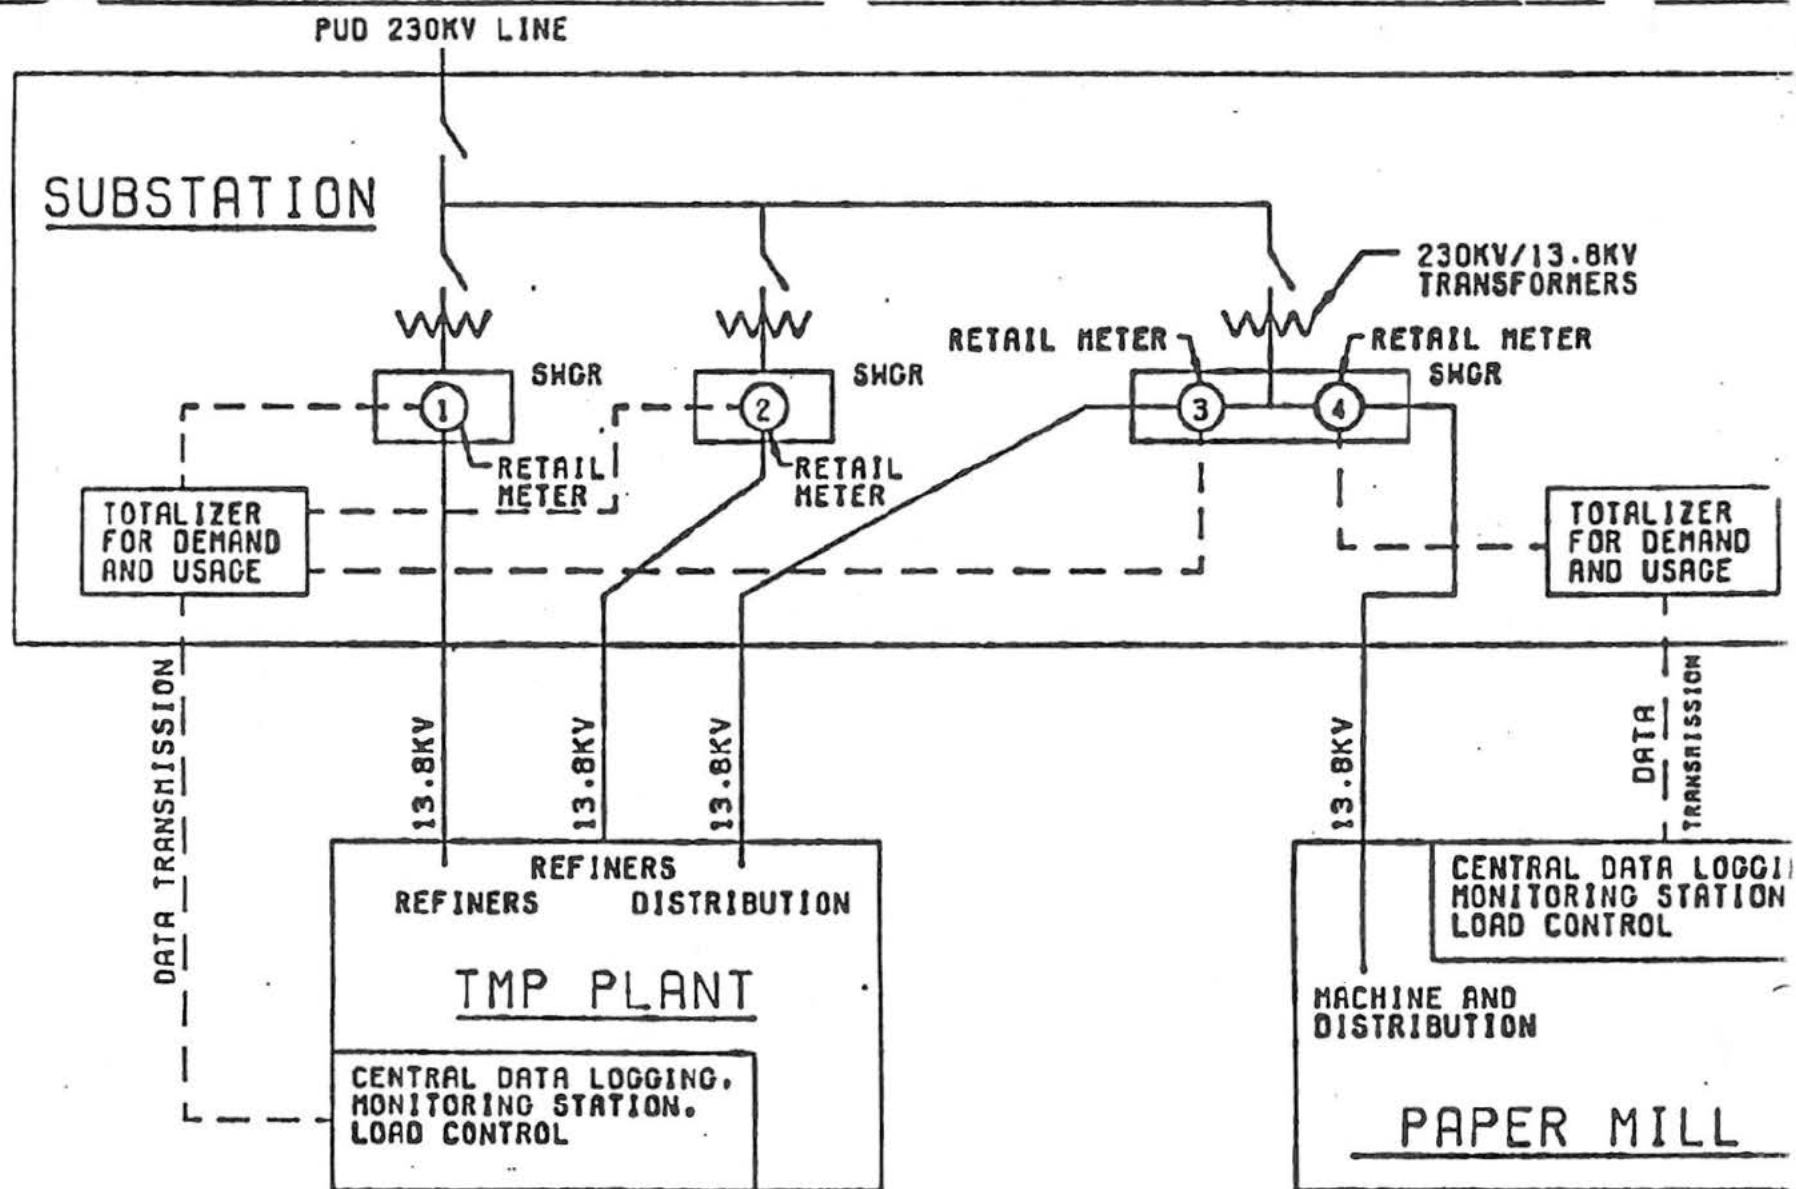 PUD 230KV LINE
SUBSTATION
230KV/13.8KV
TRANSFORMERS
RETAIL METER
RETAIL METER
SWGR
SWGR
SWGR
1
2
3
4
RETAIL
METER
RETAIL
METER
TOTALIZER
FOR DEMAND
AND USAGE
TOTALIZER
FOR DEMAND
AND USAGE
DATA TRANSMISSION
13.8KV
13.8KV
13.8KV
13.8KV
DATA
TRANSMISSION
REFINERS
REFINERS
DISTRIBUTION
TMP PLANT
CENTRAL DATA LOGGING.
MONITORING STATION.
LOAD CONTROL
CENTRAL DATA LOGGI
MONITORING STATION
LOAD CONTROL
MACHINE AND
DISTRIBUTION
PAPER MILL